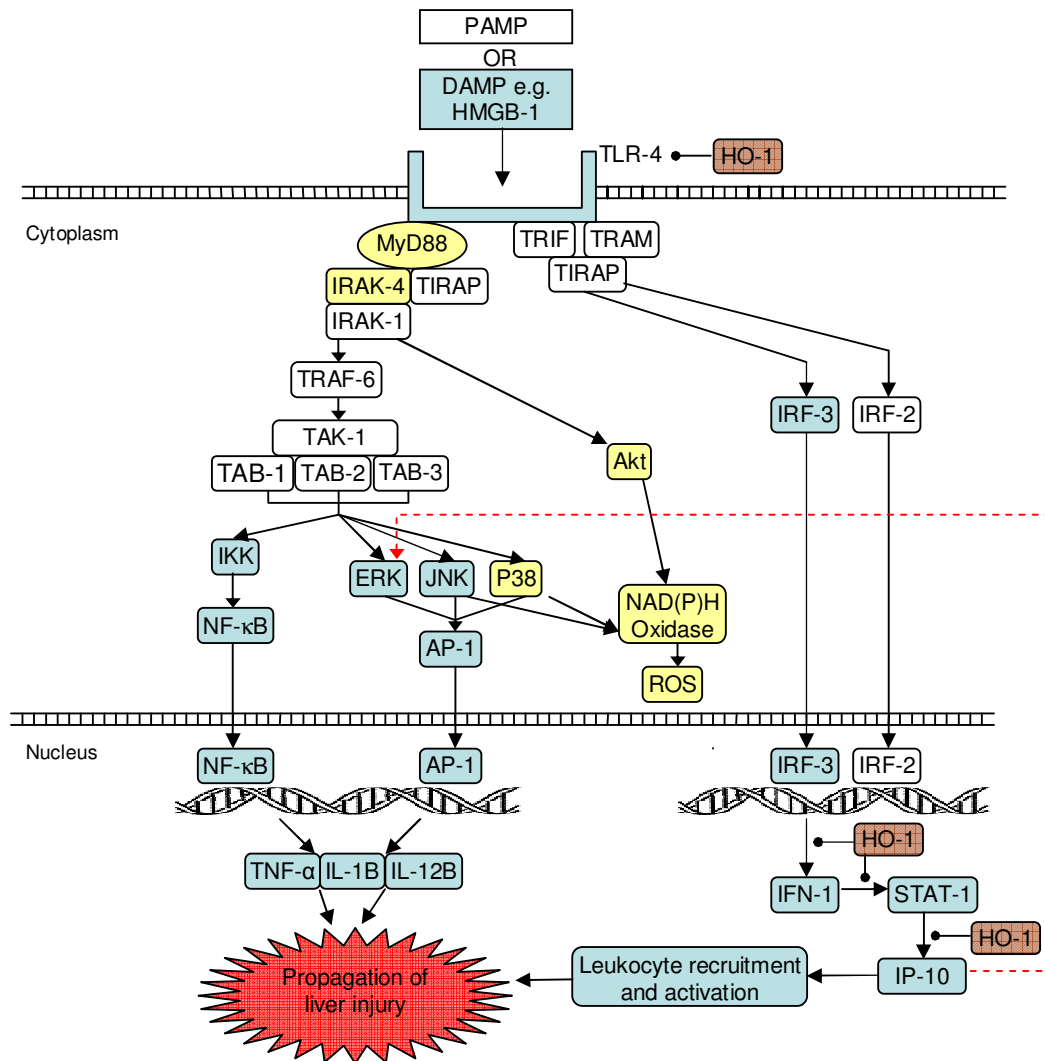 PAMP
OR
DAMP e.g.
HMGB-1
TLR-4
HO-1
Cytoplasm
MyD88
TRIF
TRAM
IRAK-4
TIRAP
TIRAP
IRAK-1
TRAF-6
IRF-3
IRF-2
TAK-1
TAB-1
TAB-2
TAB-3
Akt
IKK
ERK
JNK
P38
NF-κB
NAD(P)H
Oxidase
AP-1
ROS
Nucleus
NF-κB
AP-1
IRF-3
IRF-2
HO-1
TNF-α
IL-1B
IL-12B
IFN-1
STAT-1
HO-1
Propagation of
liver injury
Leukocyte recruitment
and activation
IP-10